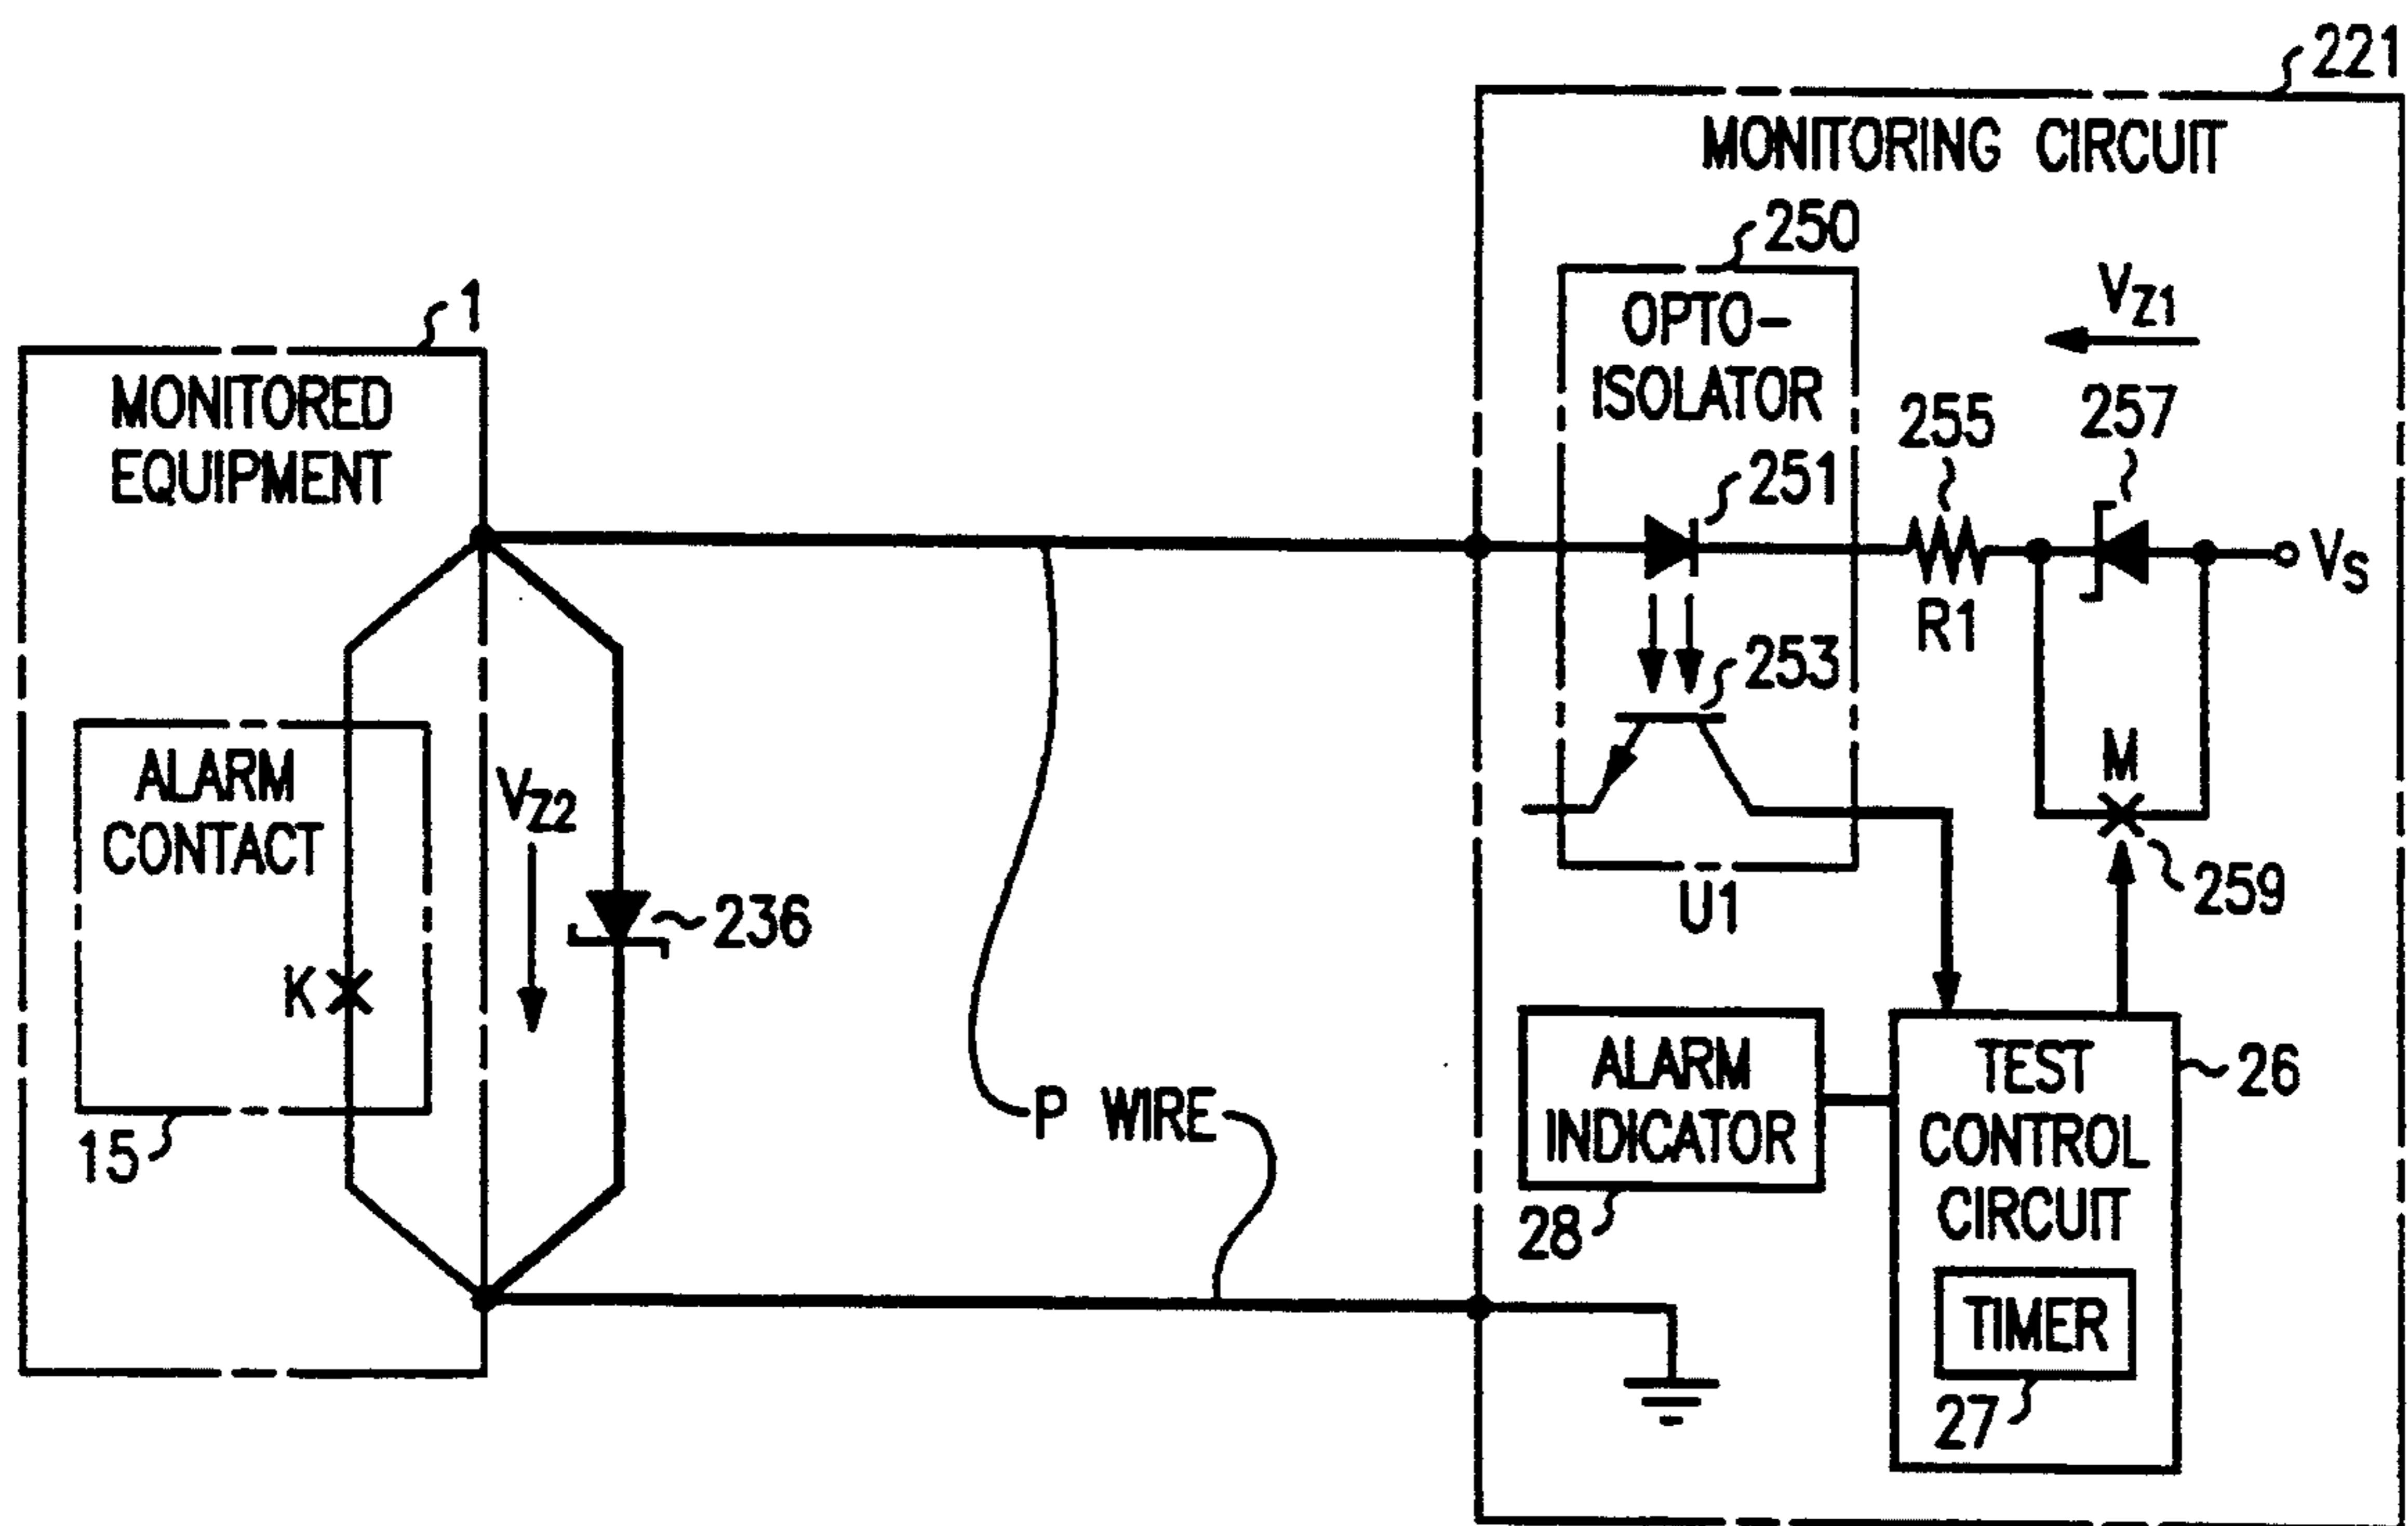 221
MONITORING CIRCUIT
250
OPTO-
ISOLATOR
VZ1
257
255
251
VS
R1
253
M
259
U1
1
MONITORED
EQUIPMENT
ALARM
CONTACT
VZ2
236
K
15
P WIRE
ALARM
INDICATOR
28
TEST
CONTROL
CIRCUIT
26
TIMER
27